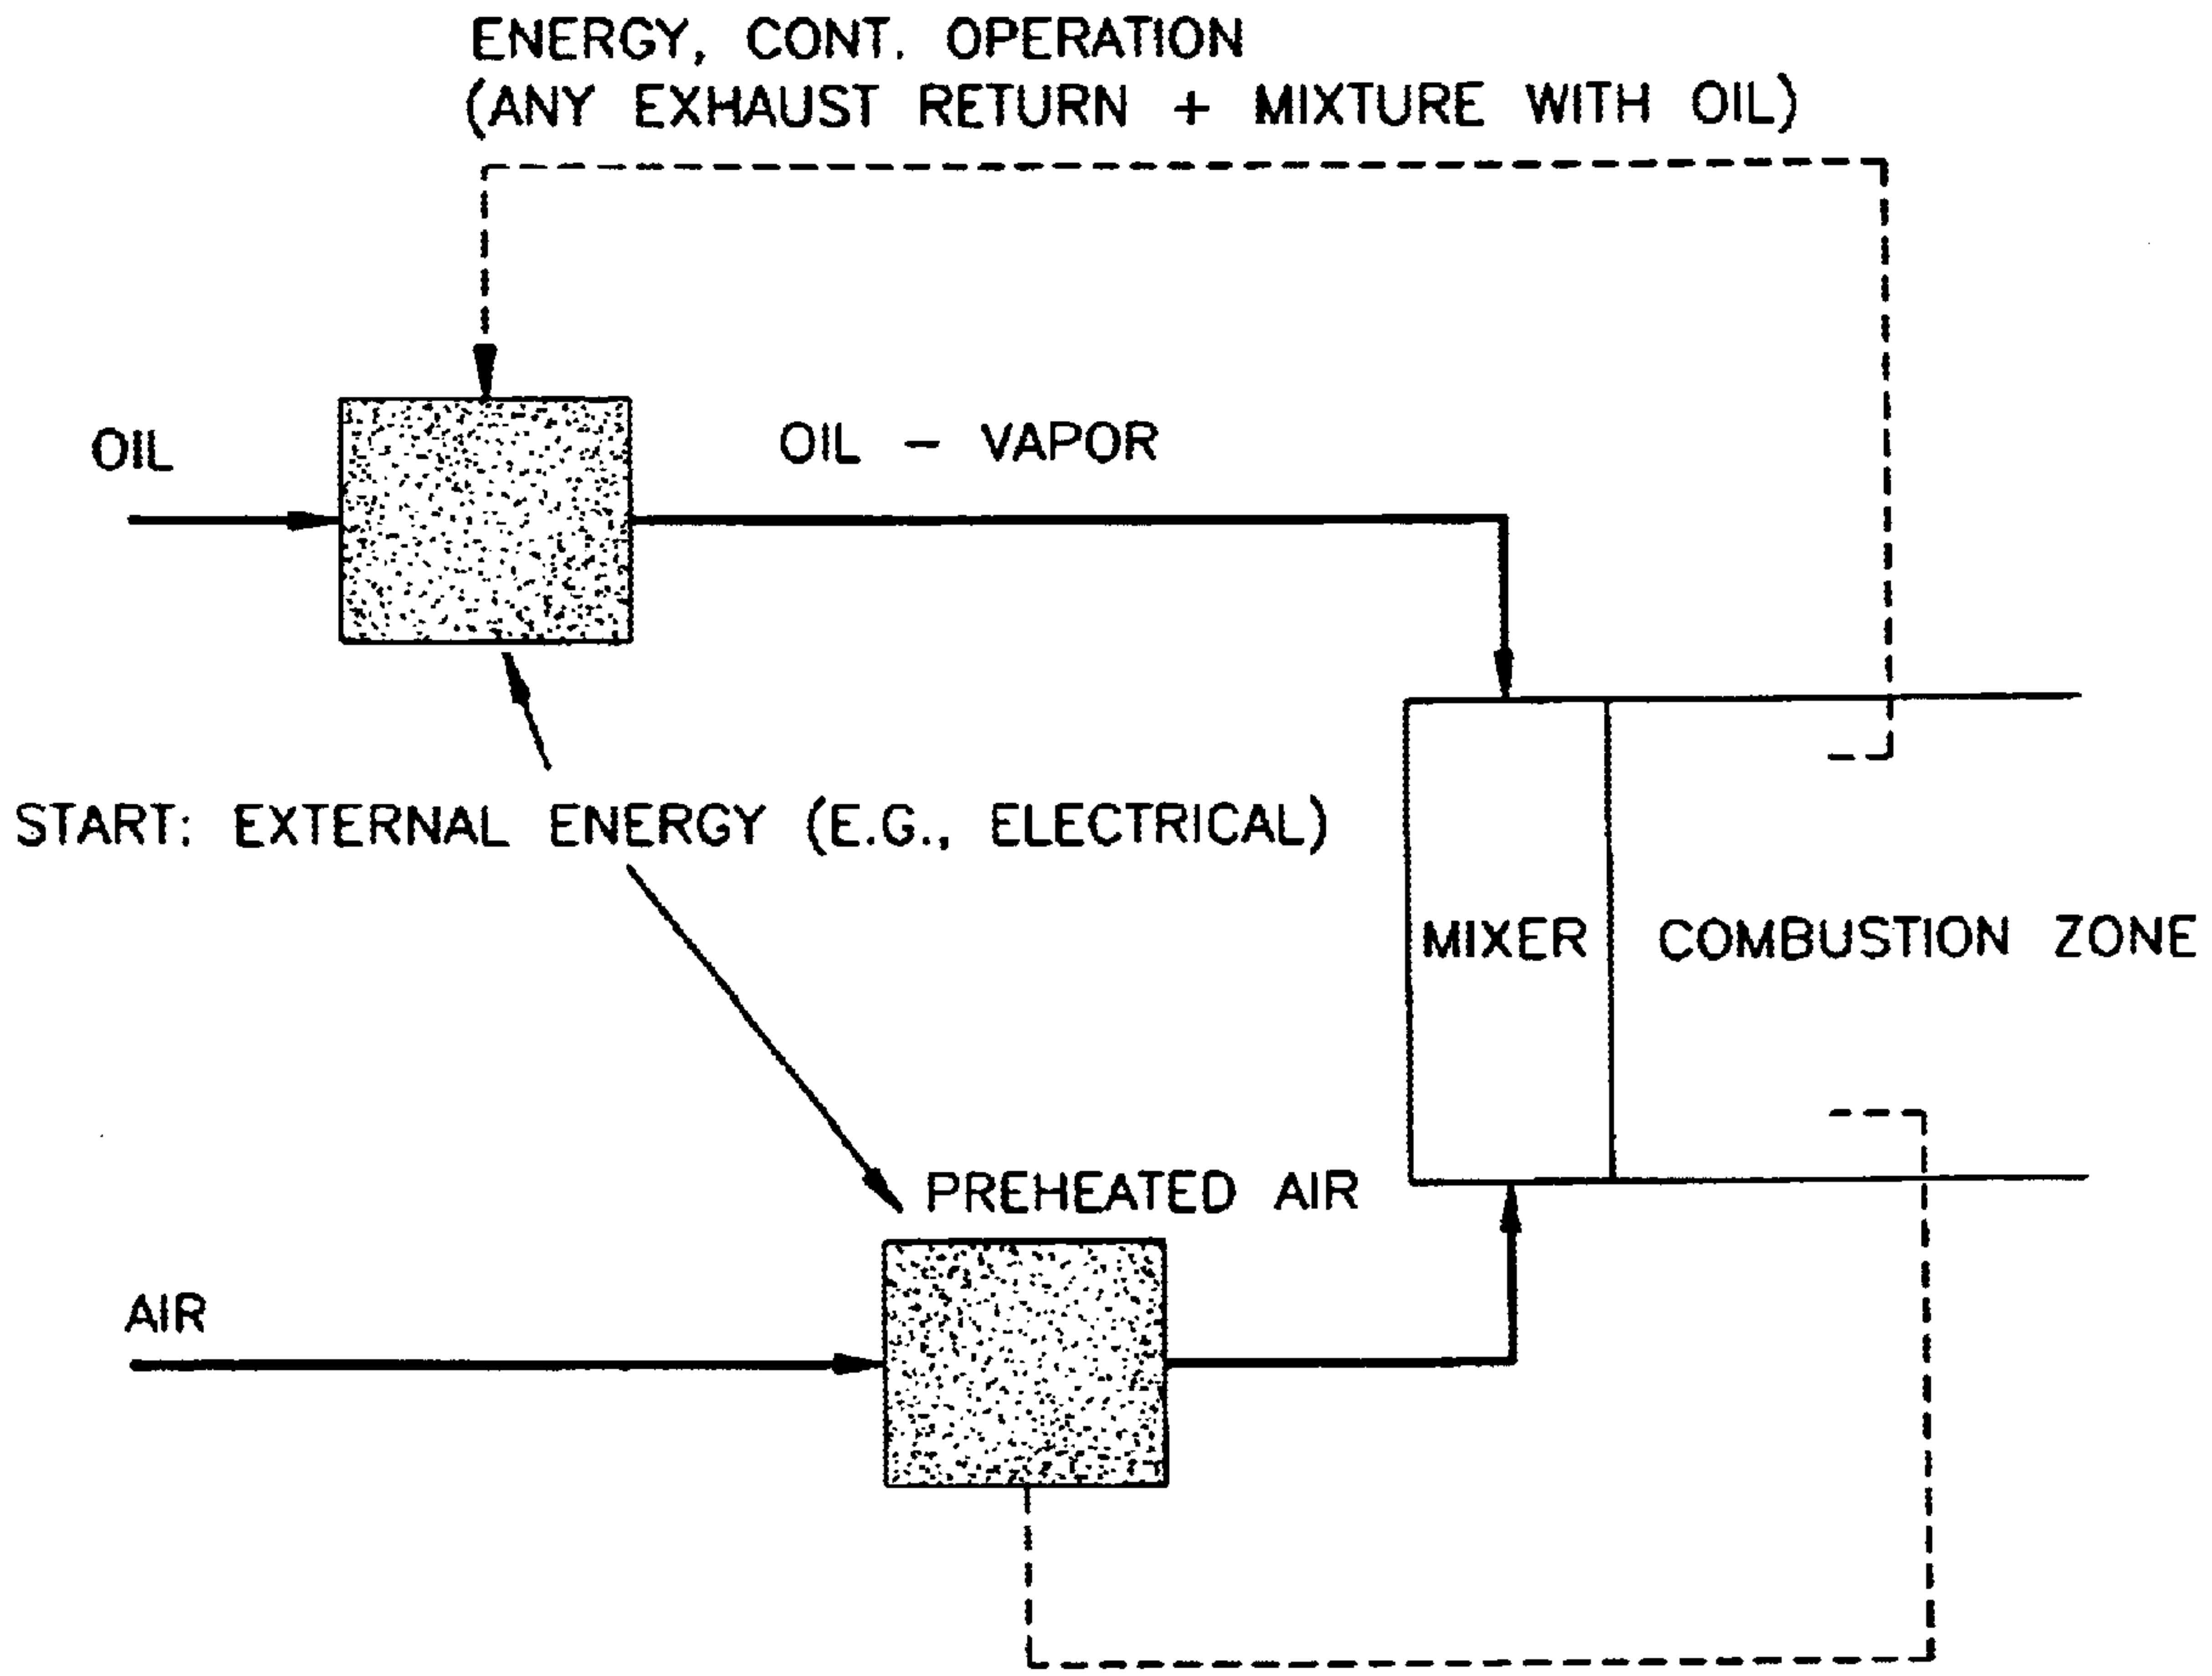 ENERGY, CONT. OPERATION
(ANY EXHAUST RETURN + MIXTURE WITH OIL)
OIL
OIL – VAPOR
START: EXTERNAL ENERGY (E.G., ELECTRICAL)
MIXER
COMBUSTION ZONE
PREHEATED AIR
AIR